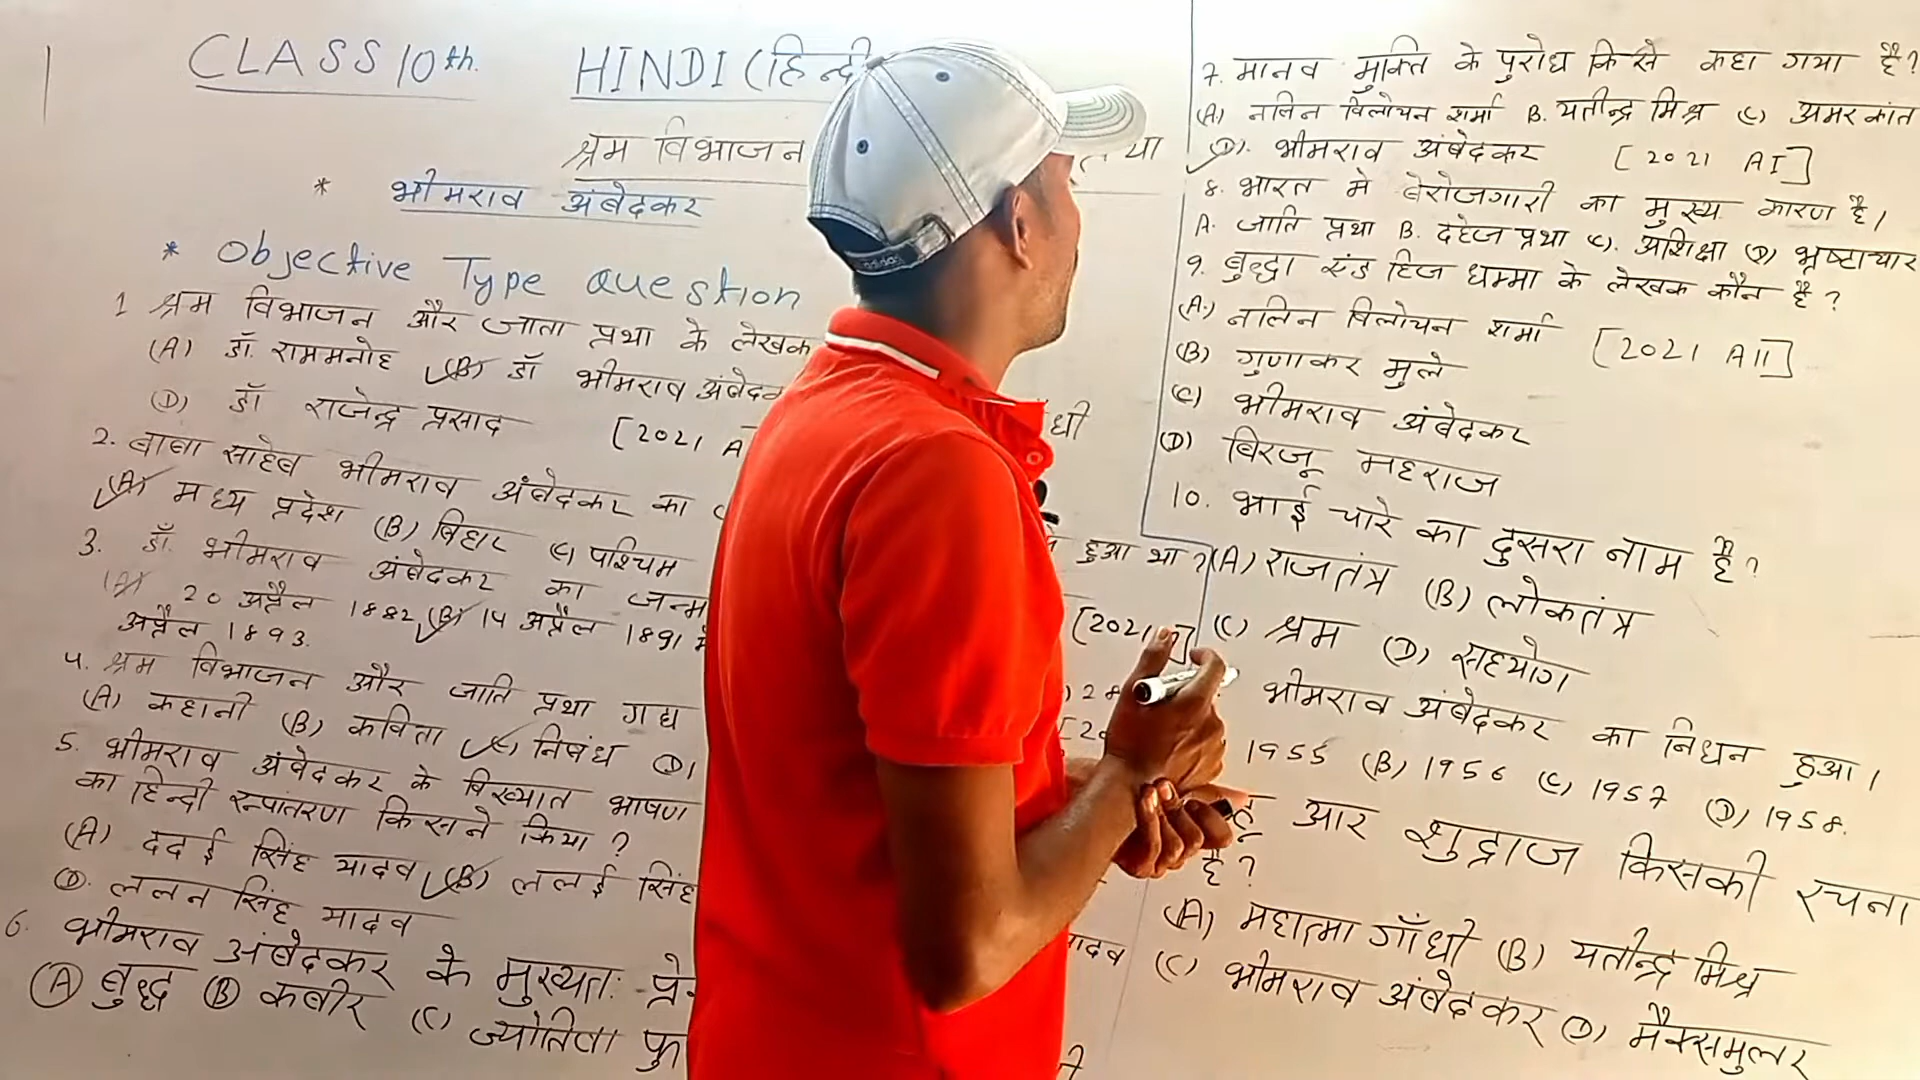 CLASS 10th. HINDI (हिन्दी
श्रम विभाजन
* भीमराव अंबेदकर
* Objective Type Question
1 श्रम विभाजन और जाता प्रथा के लेखक
(A) डॉ. राममनोह (B) डॉ भीमराव अंबेदक
(D) डॉ राजेन्द्र प्रसाद [2021 A
2. बाबा साहेब भीमराव अंबेदकर का
(A) मध्य प्रदेश (B) बिहार (C) पश्चिम
3. डॉ. भीमराव अंबेदकर का जन्म हुआ था ?
(A) 20 अप्रैल 1882 (B) 14 अप्रैल 1891 में [2021
अप्रैल 1893.
4. श्रम विभाजन और जाति प्रथा गद्य
(A) कहानी (B) कविता (C) निबंध (D)
5. भीमराव अंबेदकर के विख्यात भाषण
का हिन्दी रूपांतरण किसने किया ?
(A) ददई सिंह यादव (B) ललई सिंह यादव
(D. ललन सिंह यादव
6. भीमराव अंबेदकर के मुख्यतः प्रे
(A) बुद्ध (B) कबीर (C) ज्योतिबा फु
7. मानव मुक्ति के पुरोध किसे कहा गया है?
(A) नलिन विलोचन शर्मा B. यतीन्द्र मिश्र (C) अमरकांत
(D). भीमराव अंबेदकर [2021 AI]
8. भारत मे बेरोजगारी का मुख्य कारण है।
A. जाति प्रथा B. दहेज प्रथा (C). अशिक्षा (D) भ्रष्टाचार
9. बुद्धा एंड हिज धम्मा के लेखक कौन है ?
(A) नलिन विलोचन शर्मा [2021 AII]
(B) गुणाकर मुले
(C) भीमराव अंबेदकर
(D) बिरजू महराज
10. भाई चारे का दुसरा नाम है?
(A) राजतंत्र (B) लोकतंत्र
(C) श्रम (D) सहयोग
भीमराव अंबेदकर का निधन हुआ।
1955 (B) 1956 (C) 1957 (D) 1958.
आर शुद्राज किसकी रचना
है?
(A) महात्मा गाँधी (B) यतीन्द्र मिश्र
(C) भीमराव अंबेदकर (D) मैक्समुलर